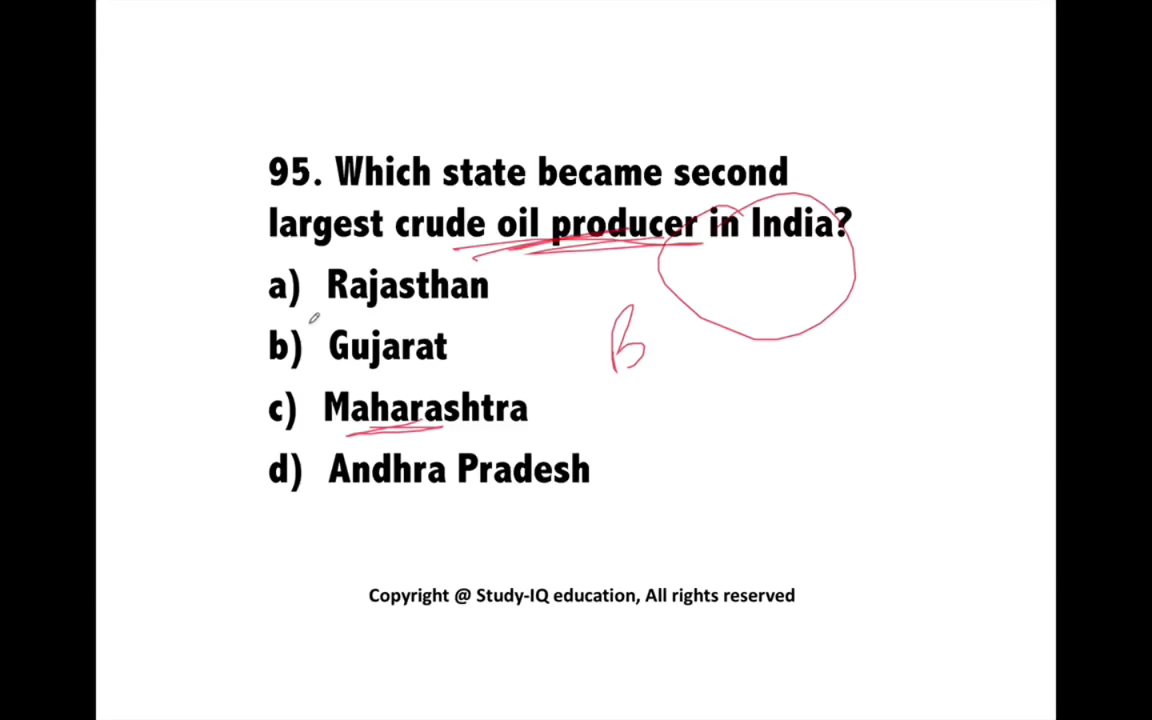 95. Which state became second
largest crude oil producer in India?
a) Rajasthan
b) Gujarat
B
c) Maharashtra
d) Andhra Pradesh
Copyright @ Study-IQ education, All rights reserved